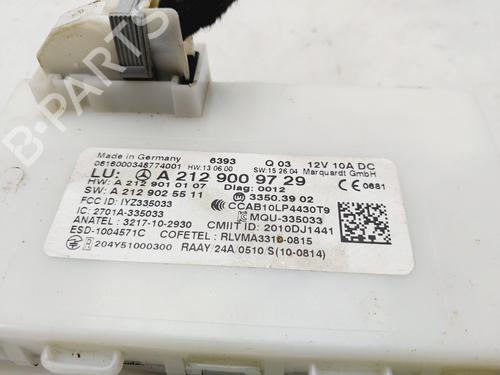 B-PARTS
Made in Germany 6393 Q 03 12V 10A DC
0616000348774001 HW:13 06 00 SW:15 26 04 Marquardt GmbH
LU: A 212 900 97 29
HW: A 212 901 01 07 Diag: 0012 0681
SW: A 212 902 55 11 3350.3902
FCC ID: IYZ335033 CCAB10LP4430T9
IC: 2701A-335033 MQU-335033
ANATEL: 3217-10-2930 CMIIT ID: 2010DJ1441
ESD-1004571C COFETEL: RLVMA3310-0815
204Y51000300 RAAY/24A/0510/S(10-0814)